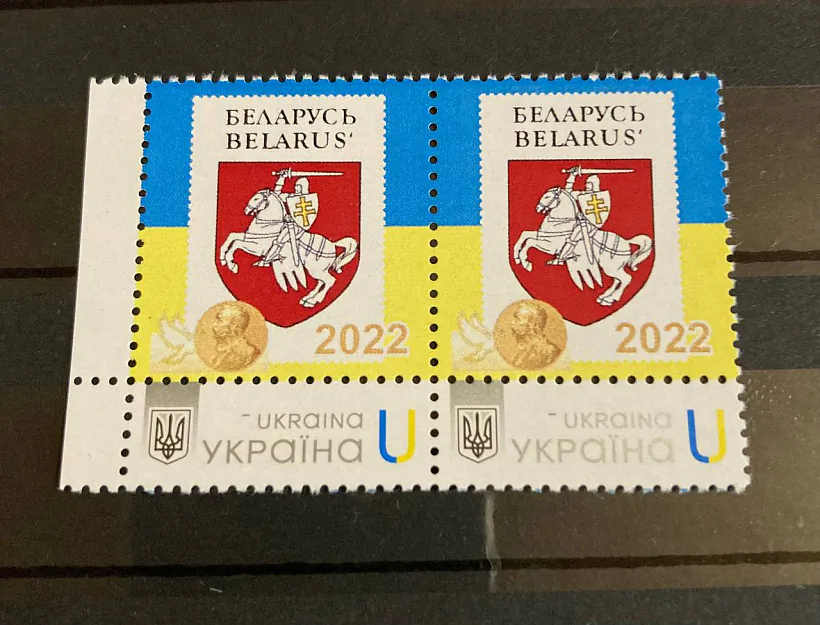 БЕЛАРУСЬ
BELARUS'
2022
UKRAINA
УКРАЇНА
U
БЕЛАРУСЬ
BELARUS'
2022
UKRAINA
УКРАЇНА
U